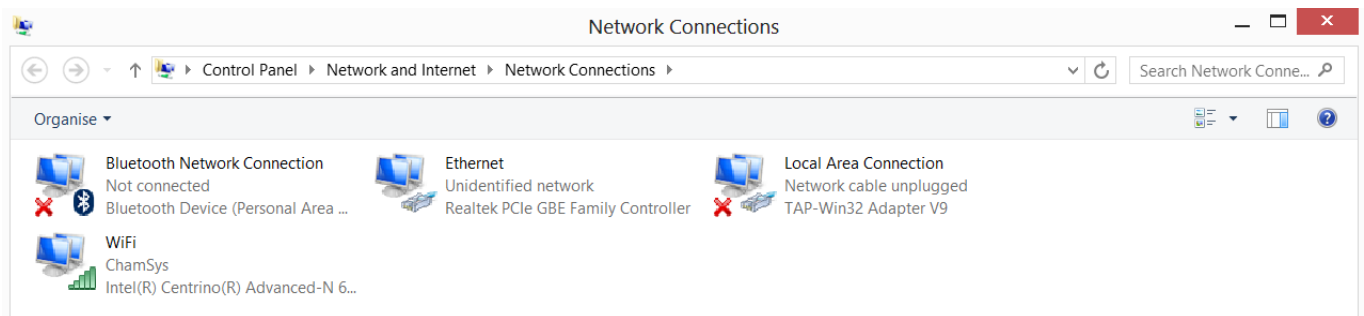 Network Connections
Control Panel Network and Internet Network Connections Search Network Conne...
Organise
Bluetooth Network Connection
Not connected
Bluetooth Device (Personal Area ...
Ethernet
Unidentified network
Realtek PCIe GBE Family Controller
Local Area Connection
Network cable unplugged
TAP-Win32 Adapter V9
WiFi
ChamSys
Intel(R) Centrino(R) Advanced-N 6...